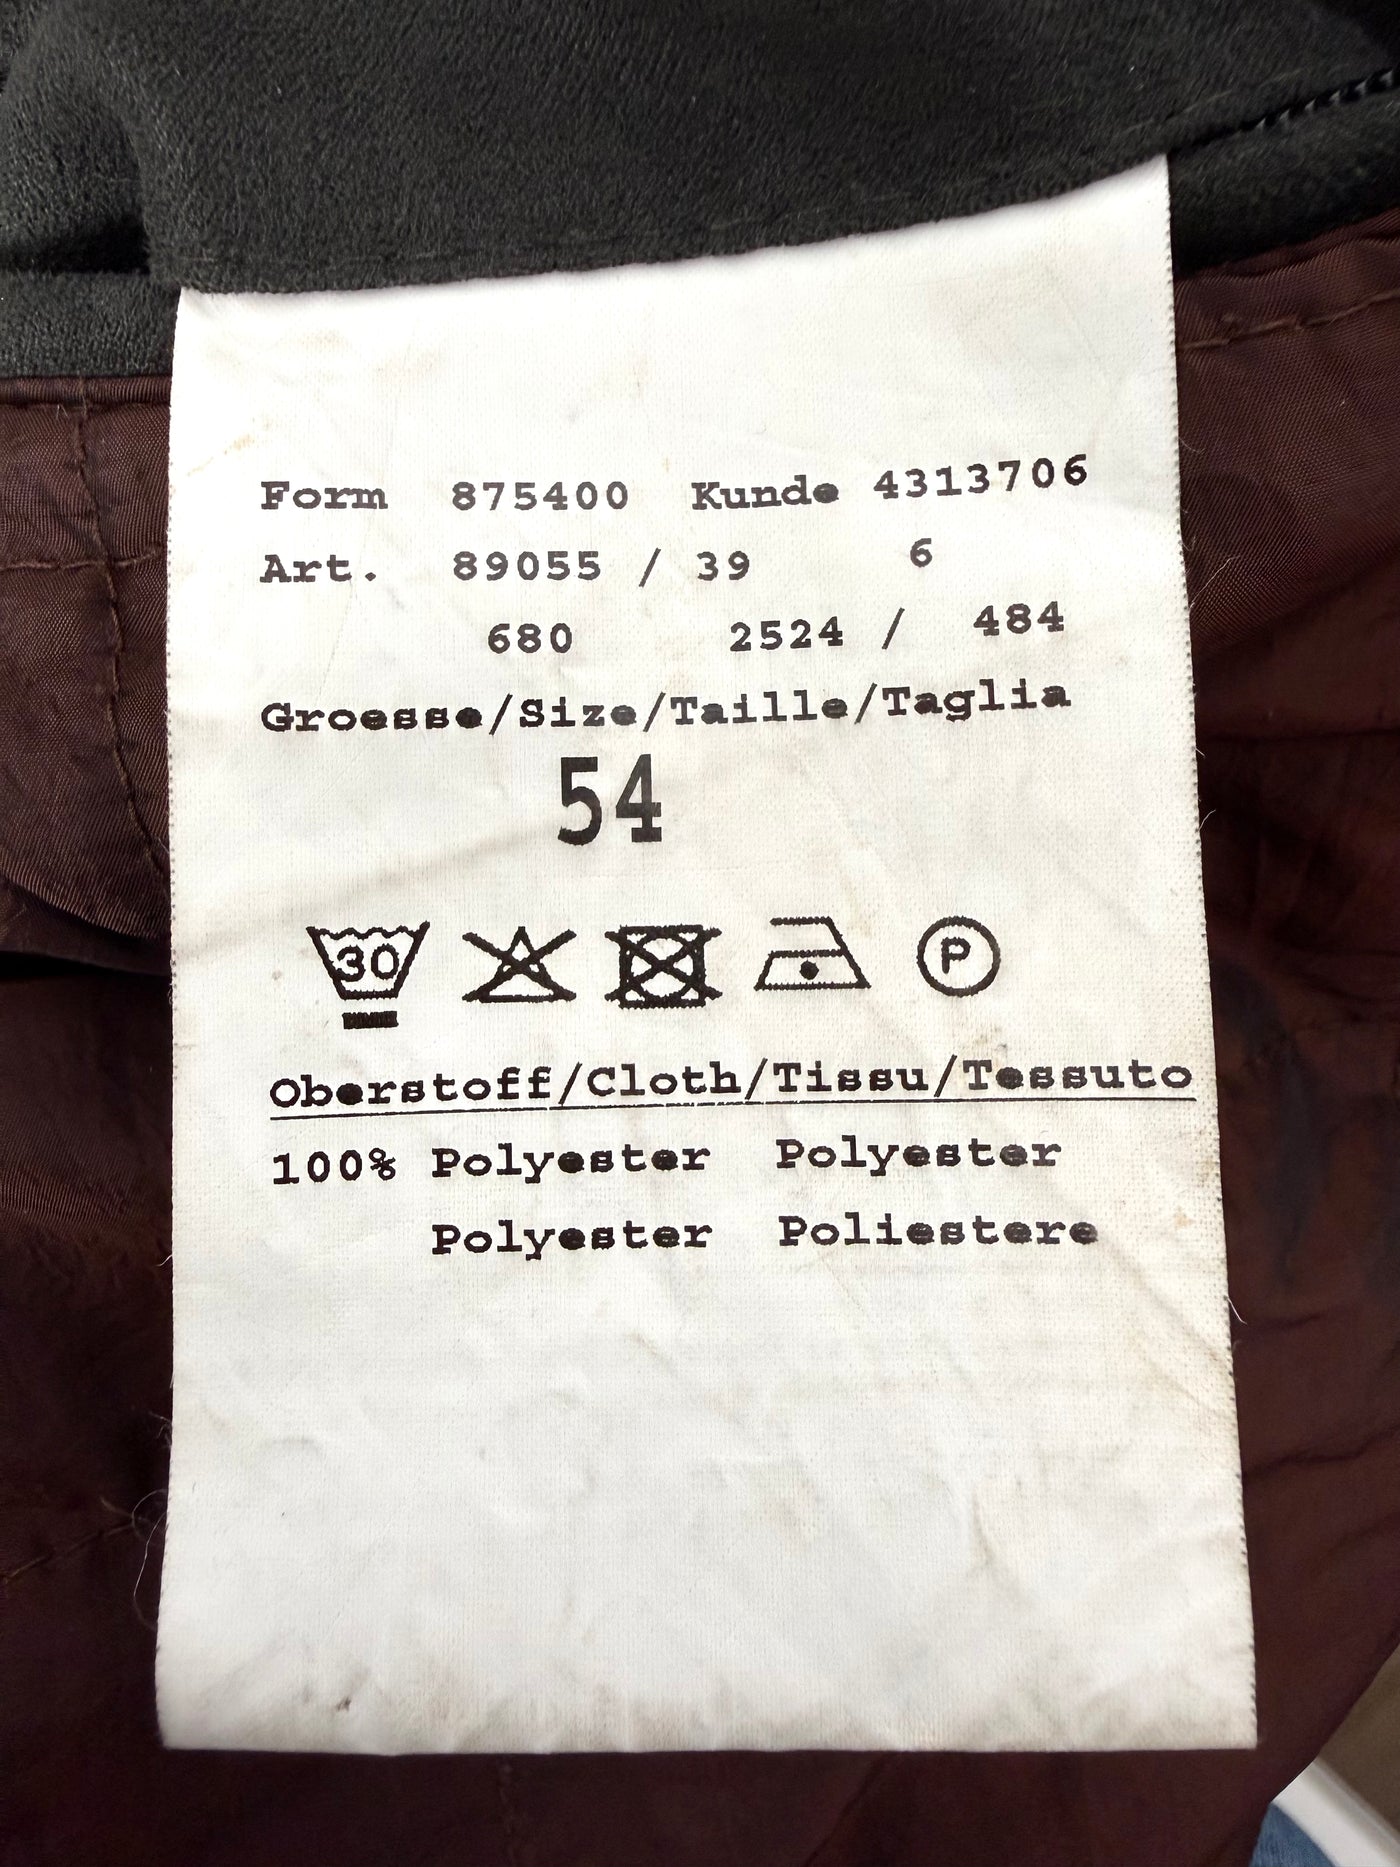 Form 875400 Kunde 4313706
Art. 89055 / 39 6
680 2524 / 484
Groesse/Size/Taille/Taglia
54
30 P
Oberstoff/Cloth/Tissu/Tessuto
100% Polyester Polyester
Polyester Poliestere